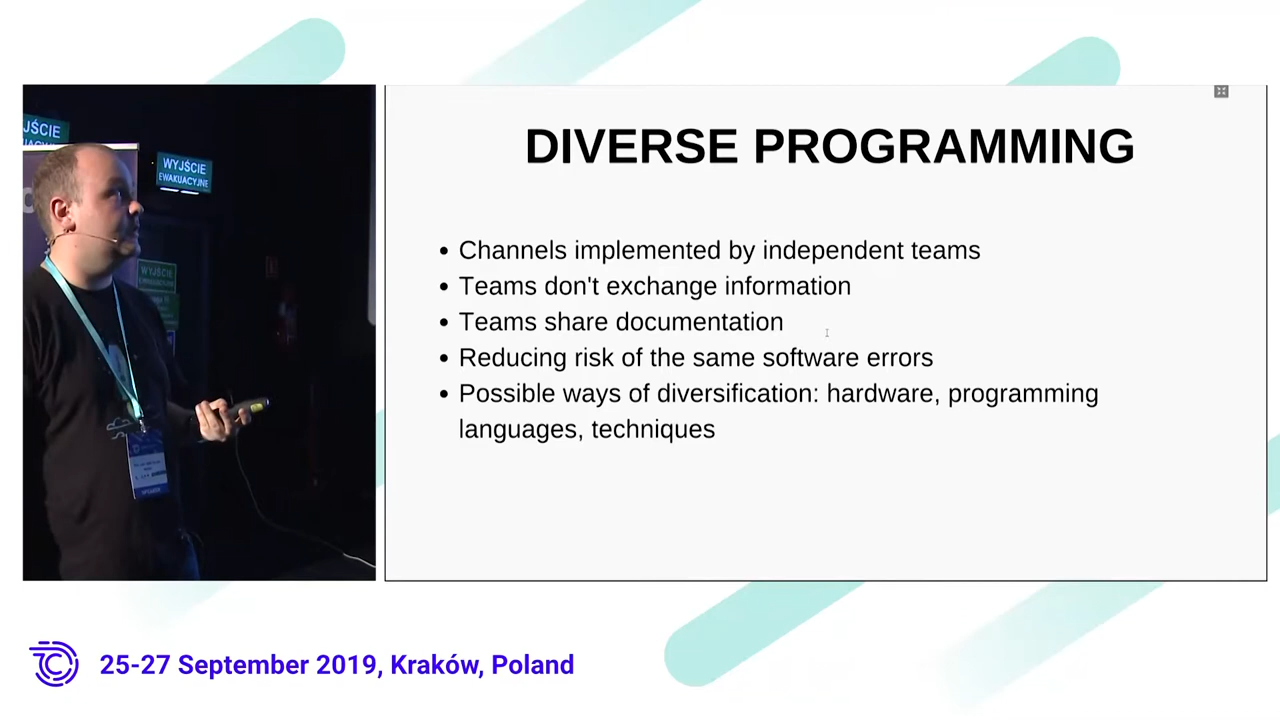 JŚCIE
WYJŚCIE
EWAKUACYJNE
WYJŚCIE
DIVERSE PROGRAMMING
• Channels implemented by independent teams
• Teams don't exchange information
• Teams share documentation
• Reducing risk of the same software errors
• Possible ways of diversification: hardware, programming
languages, techniques
25-27 September 2019, Kraków, Poland